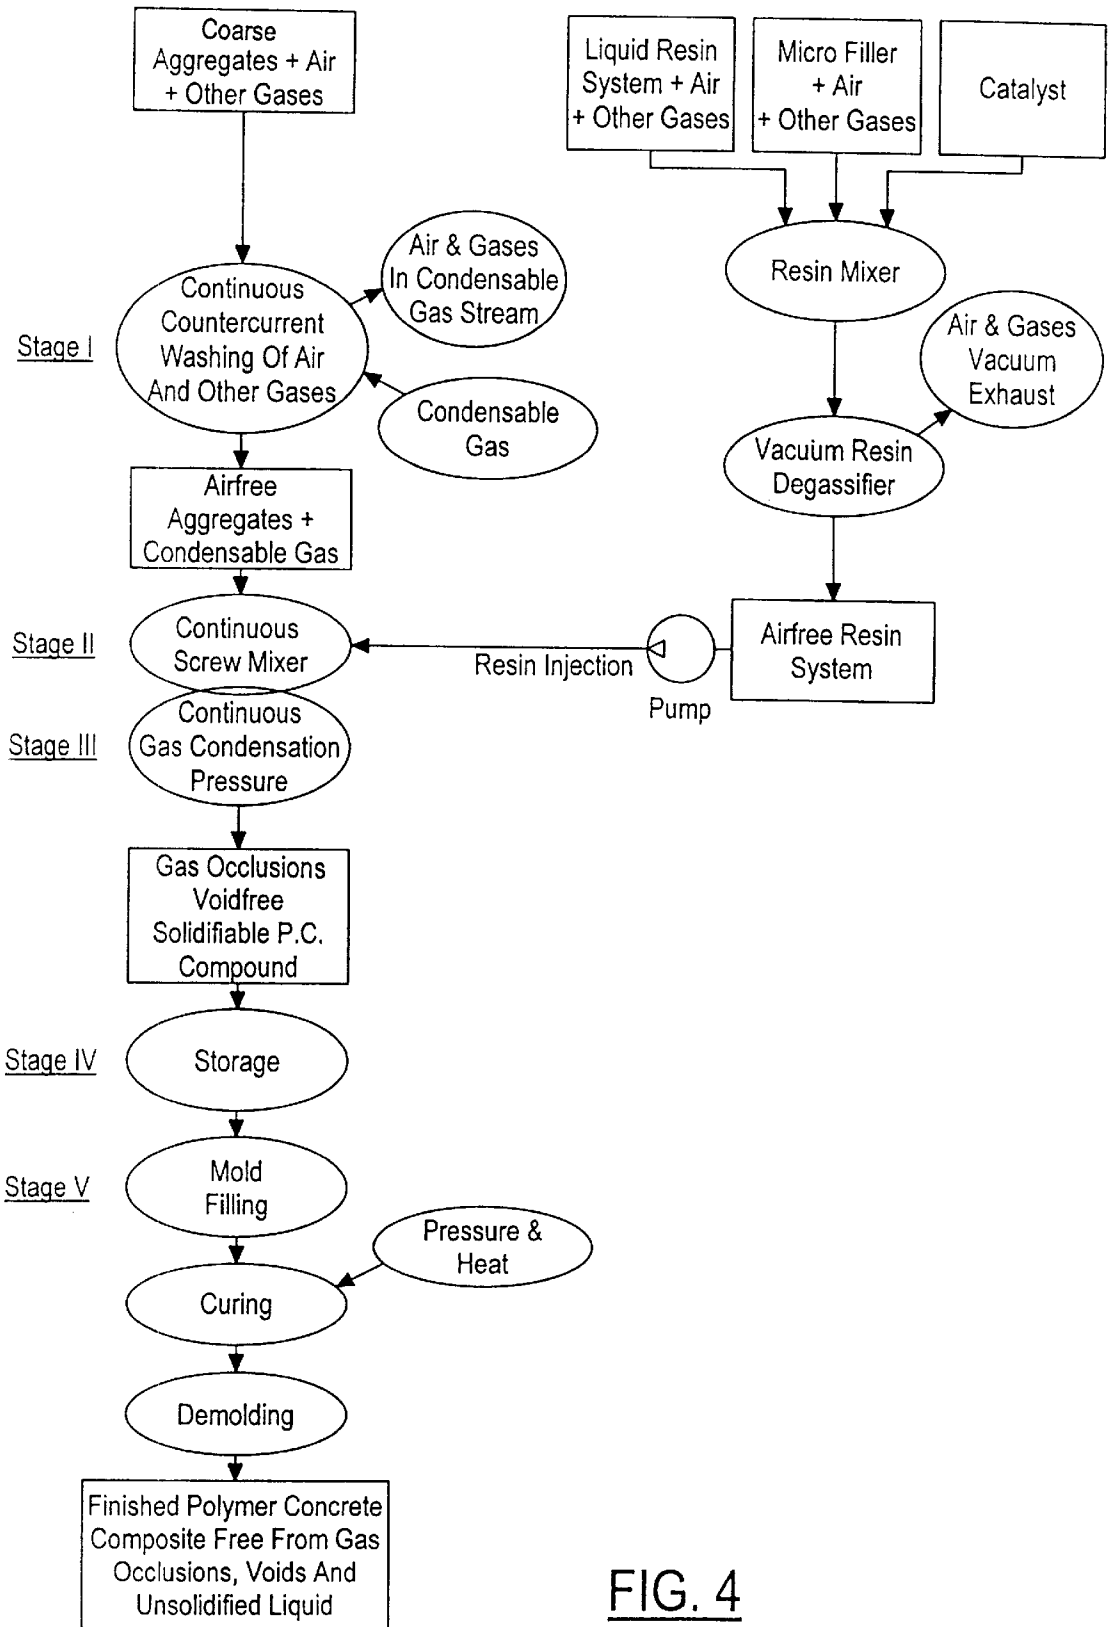 Coarse
Aggregates + Air
+ Other Gases
Liquid Resin
System + Air
+ Other Gases
Micro Filler
+ Air
+ Other Gases
Catalyst
Resin Mixer
Air & Gases
In Condensable
Gas Stream
Stage I
Continuous
Countercurrent
Washing Of Air
And Other Gases
Condensable
Gas
Air & Gases
Vacuum
Exhaust
Vacuum Resin
Degassifier
Airfree
Aggregates +
Condensable Gas
Stage II
Continuous
Screw Mixer
Resin Injection
Pump
Airfree Resin
System
Stage III
Continuous
Gas Condensation
Pressure
Gas Occlusions
Voidfree
Solidifiable P.C.
Compound
Stage IV
Storage
Stage V
Mold
Filling
Pressure &
Heat
Curing
Demolding
Finished Polymer Concrete
Composite Free From Gas
Occlusions, Voids And
Unsolidified Liquid
FIG. 4